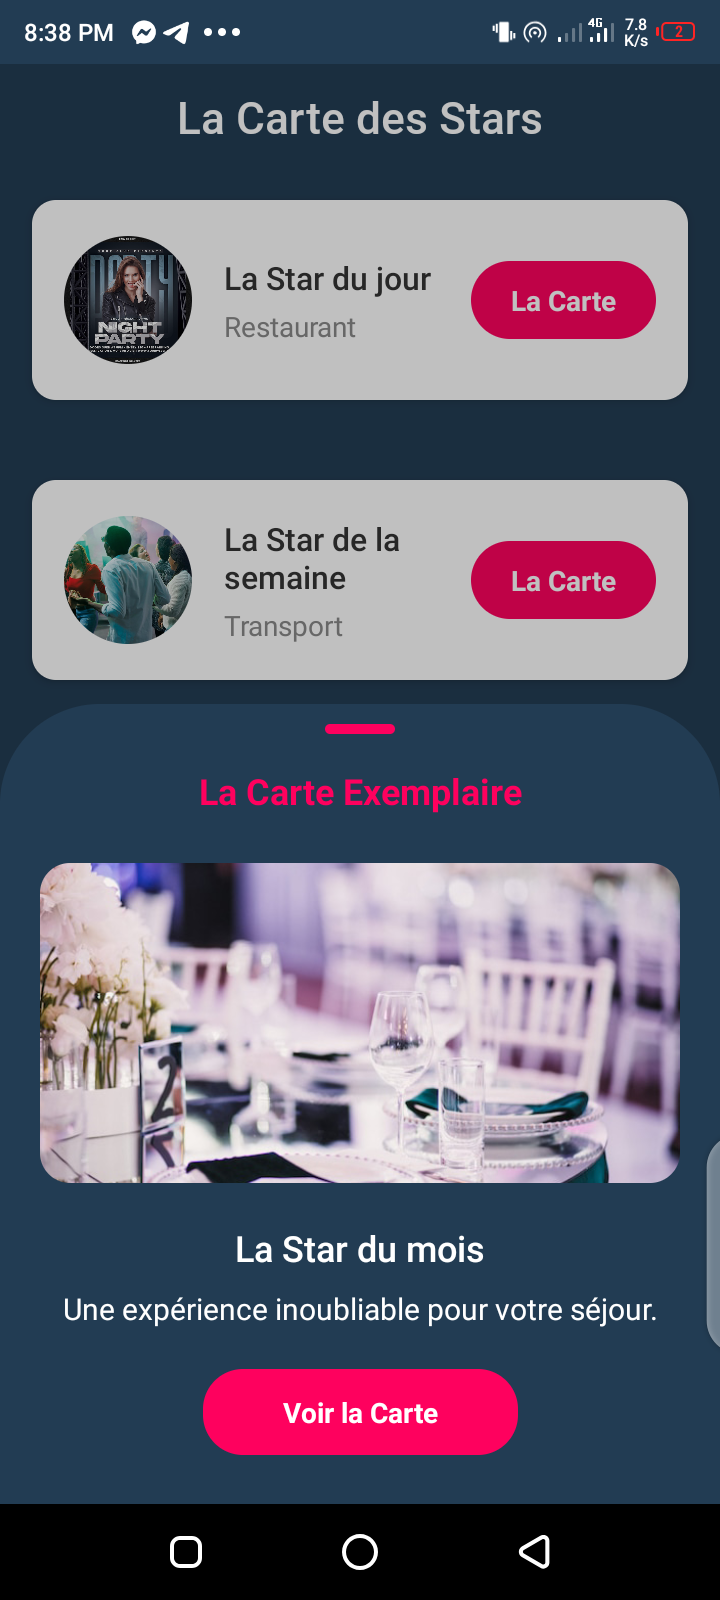 8:38 PM
4G
7.8
K/s
2
La Carte des Stars
NIGHT
PARTY
La Star du jour
Restaurant
La Carte
La Star de la
semaine
Transport
La Carte
La Carte Exemplaire
2
La Star du mois
Une expérience inoubliable pour votre séjour.
Voir la Carte